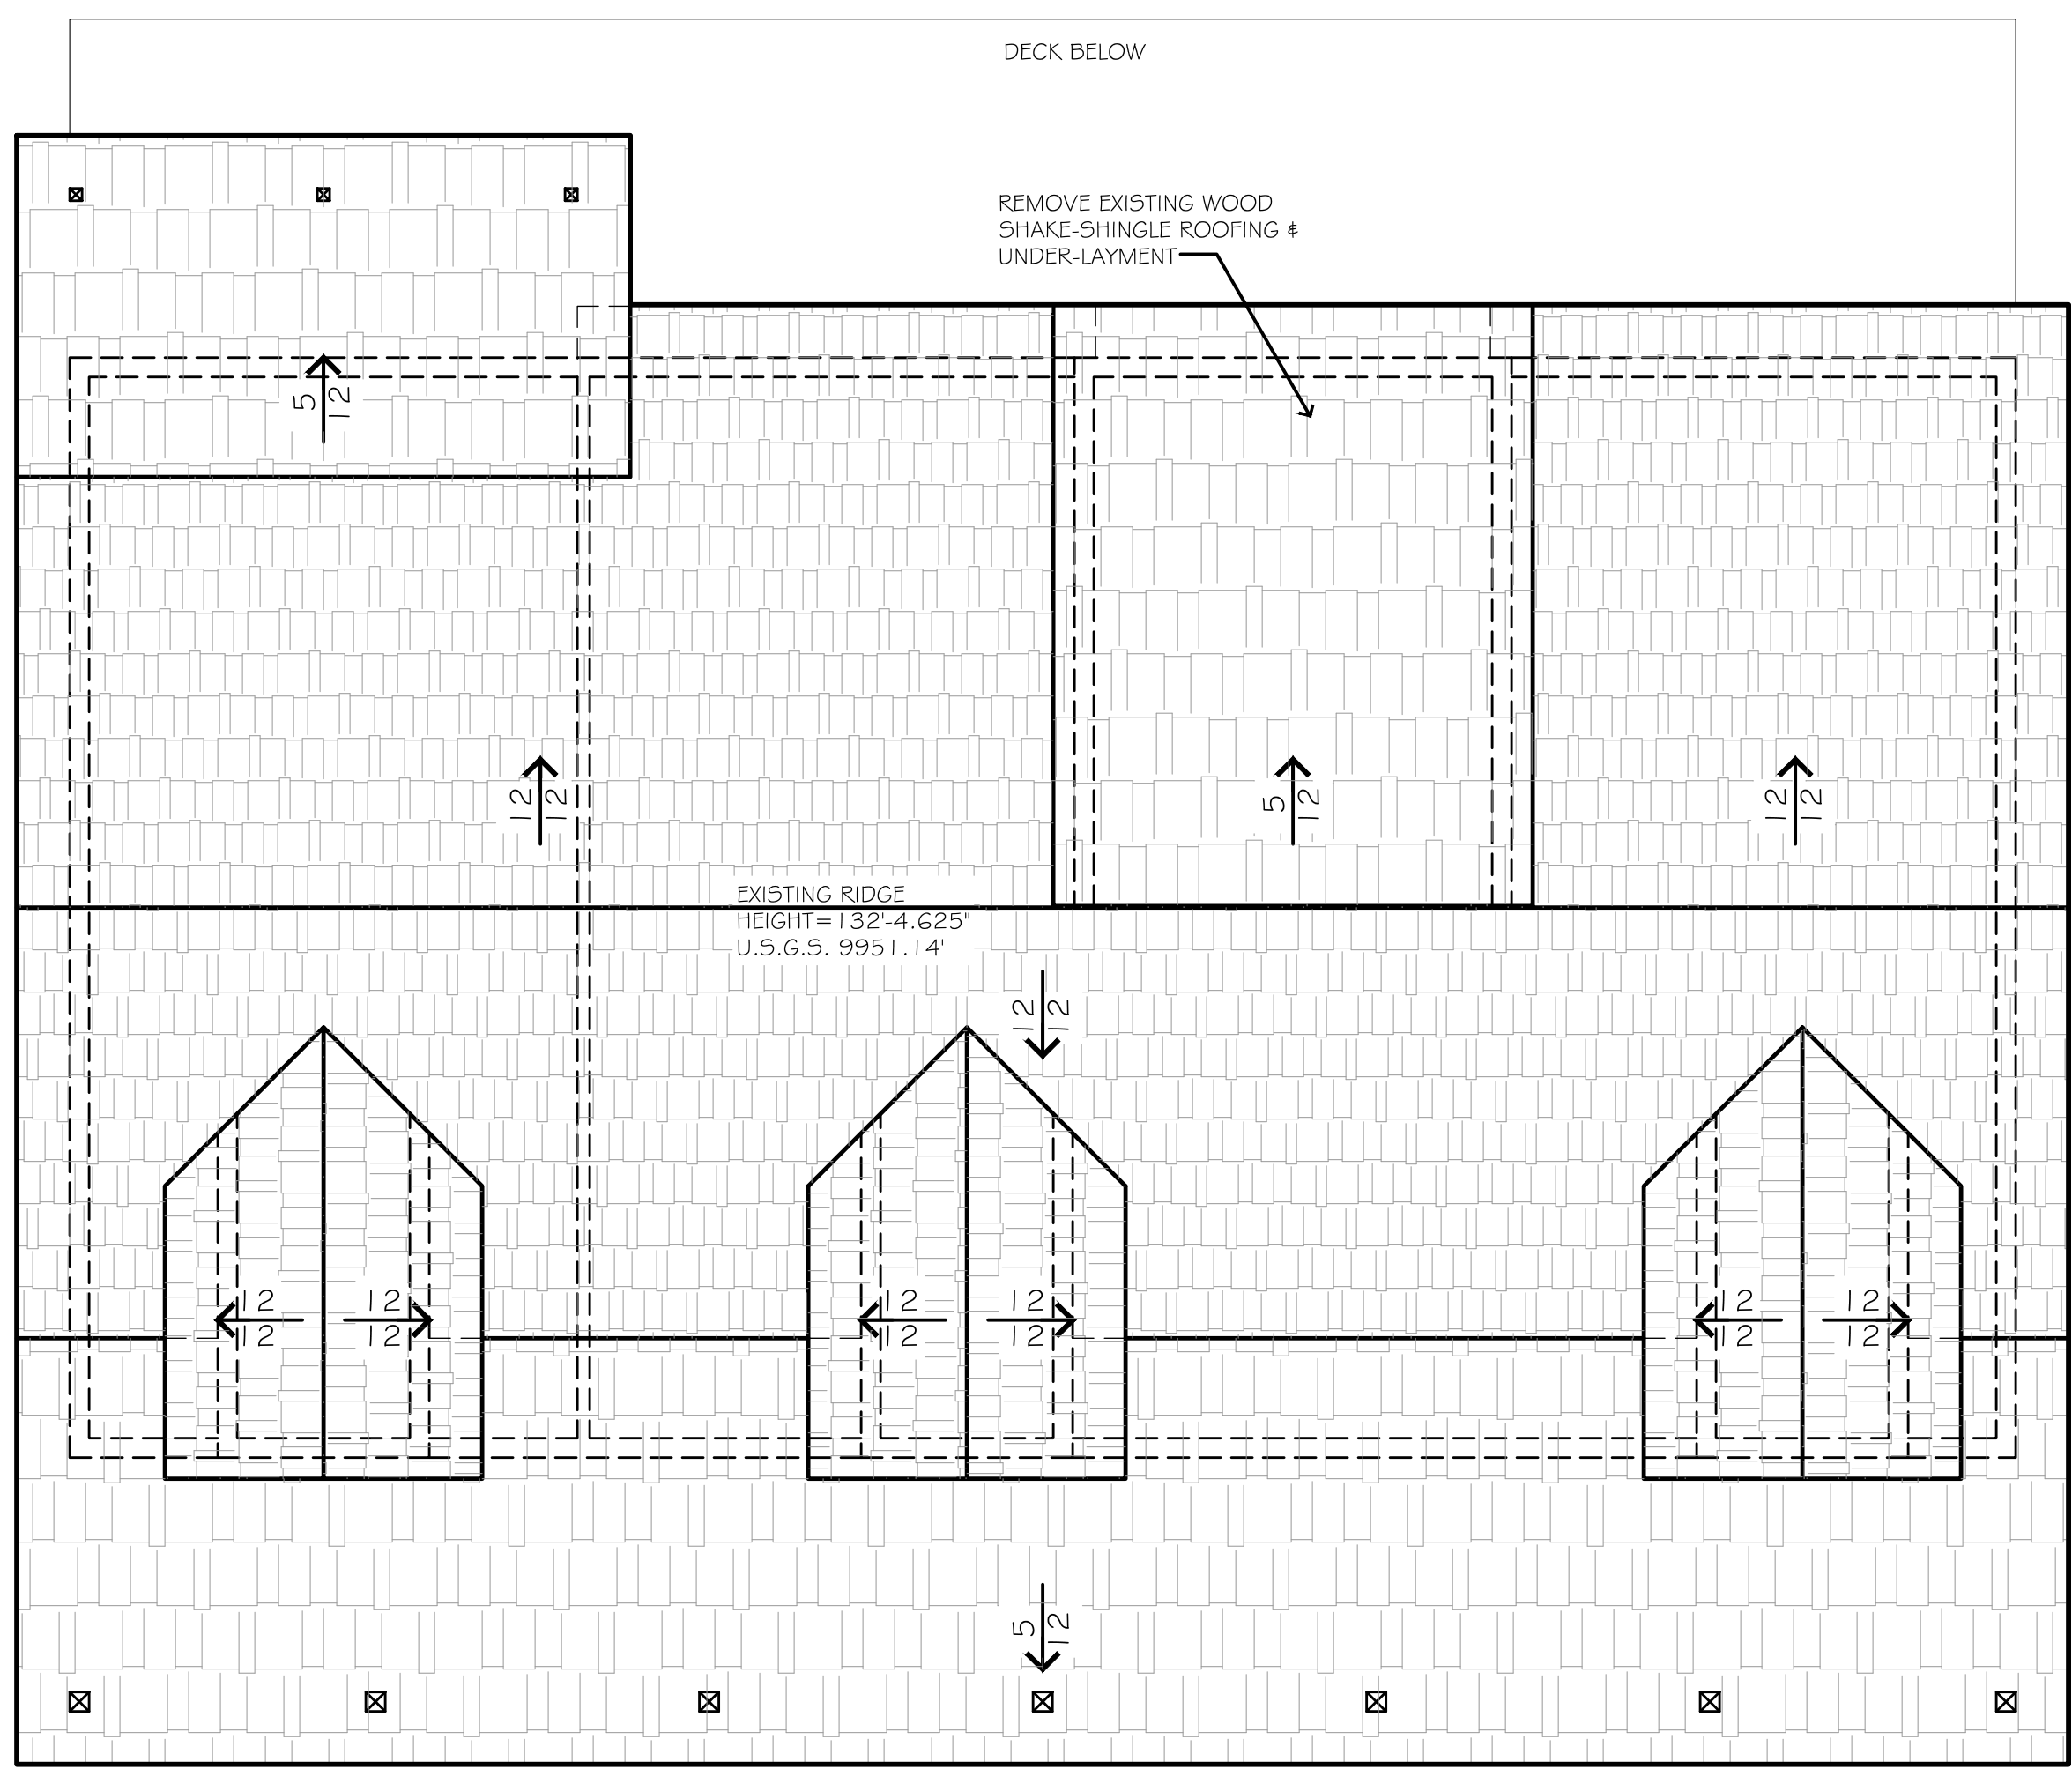 DECK BELOW
REMOVE EXISTING WOOD
SHAKE-SHINGLE ROOFING &
UNDER-LAYMENT
5
12
12
12
5
12
12
12
EXISTING RIDGE
HEIGHT=132'-4.625"
U.S.G.S. 9951.14'
12
12
12 12
12 12
12 12
12 12
12 12
12 12
5
12